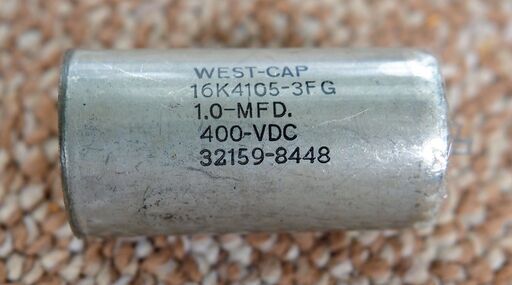 WEST-CAP
16K4105-3FG
1.0-MFD.
400-VDC
32159-8448